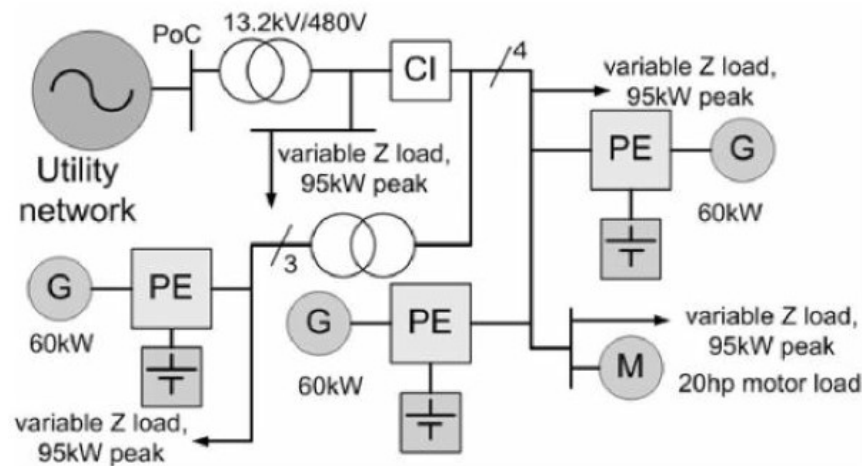 13.2kV/480V
PoC
CI
4
variable Z load,
95kW peak
Utility
network
variable Z load,
95kW peak
PE
G
60kW
3
G
PE
60kW
G
PE
60kW
variable Z load,
95kW peak
M
20hp motor load
variable Z load,
95kW peak